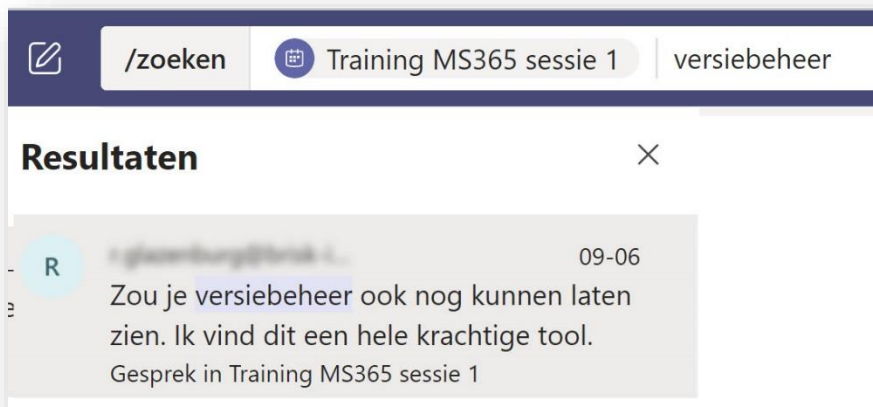 /zoeken Training MS365 sessie 1 versiebeheer
Resultaten
R 09-06
Zou je versiebeheer ook nog kunnen laten
zien. Ik vind dit een hele krachtige tool.
Gesprek in Training MS365 sessie 1